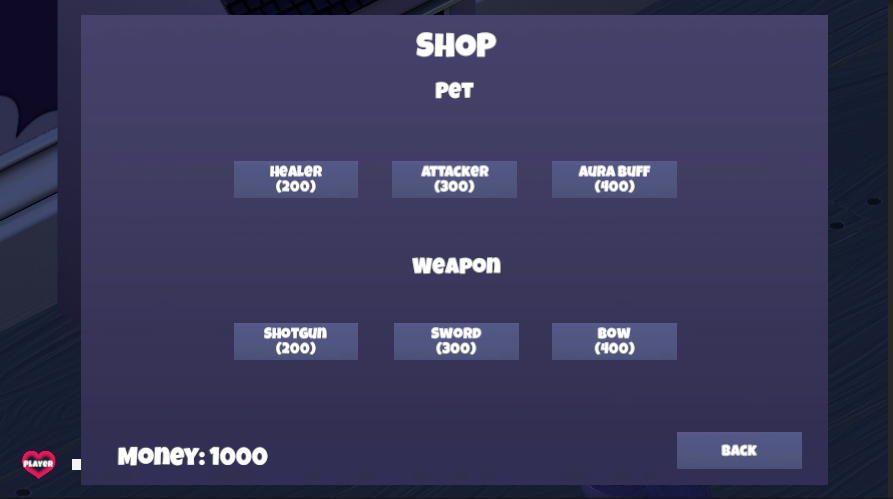 SHOP
Pet
Healer
(200)
Attacker
(300)
Aura Buff
(400)
Weapon
Shotgun
(200)
Sword
(300)
Bow
(400)
Money: 1000
BACK
PLAYER